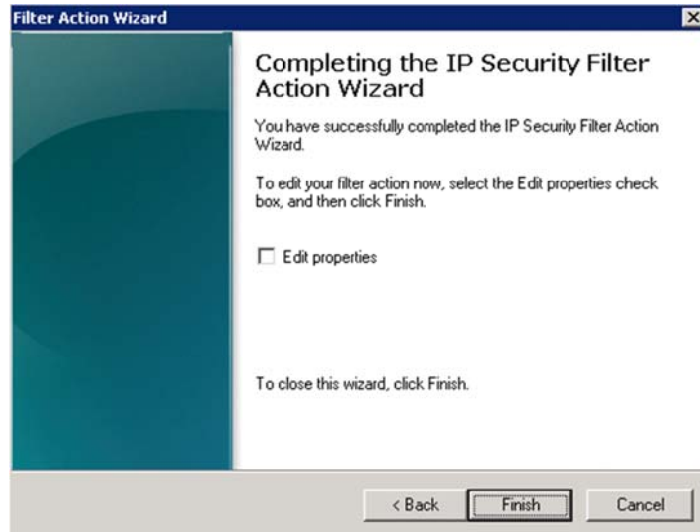 Filter Action Wizard
Completing the IP Security Filter
Action Wizard
You have successfully completed the IP Security Filter Action
Wizard.
To edit your filter action now, select the Edit properties check
box, and then click Finish.
Edit properties
To close this wizard, click Finish.
< Back
Finish
Cancel